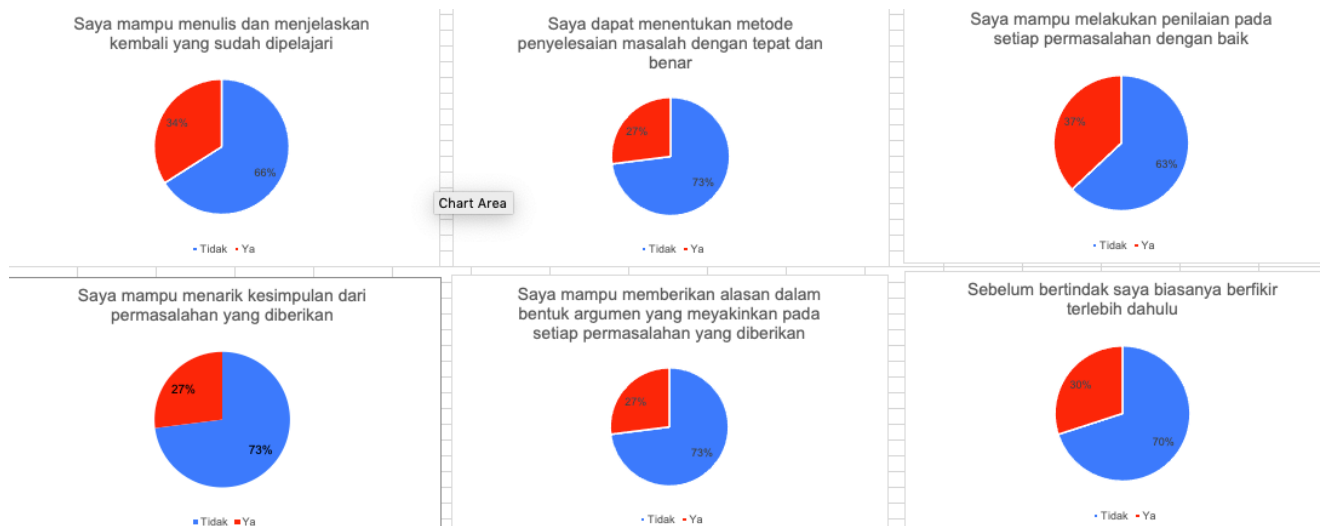 Saya mampu menulis dan menjelaskan
kembali yang sudah dipelajari
34%
66%
Tidak Ya
Saya dapat menentukan metode
penyelesaian masalah dengan tepat dan
benar
27%
73%
Tidak Ya
Saya mampu melakukan penilaian pada
setiap permasalahan dengan baik
37%
63%
Tidak Ya
Chart Area
Saya mampu menarik kesimpulan dari
permasalahan yang diberikan
27%
73%
Tidak Ya
Saya mampu memberikan alasan dalam
bentuk argumen yang meyakinkan pada
setiap permasalahan yang diberikan
27%
73%
Tidak Ya
Sebelum bertindak saya biasanya berfikir
terlebih dahulu
30%
70%
Tidak Ya